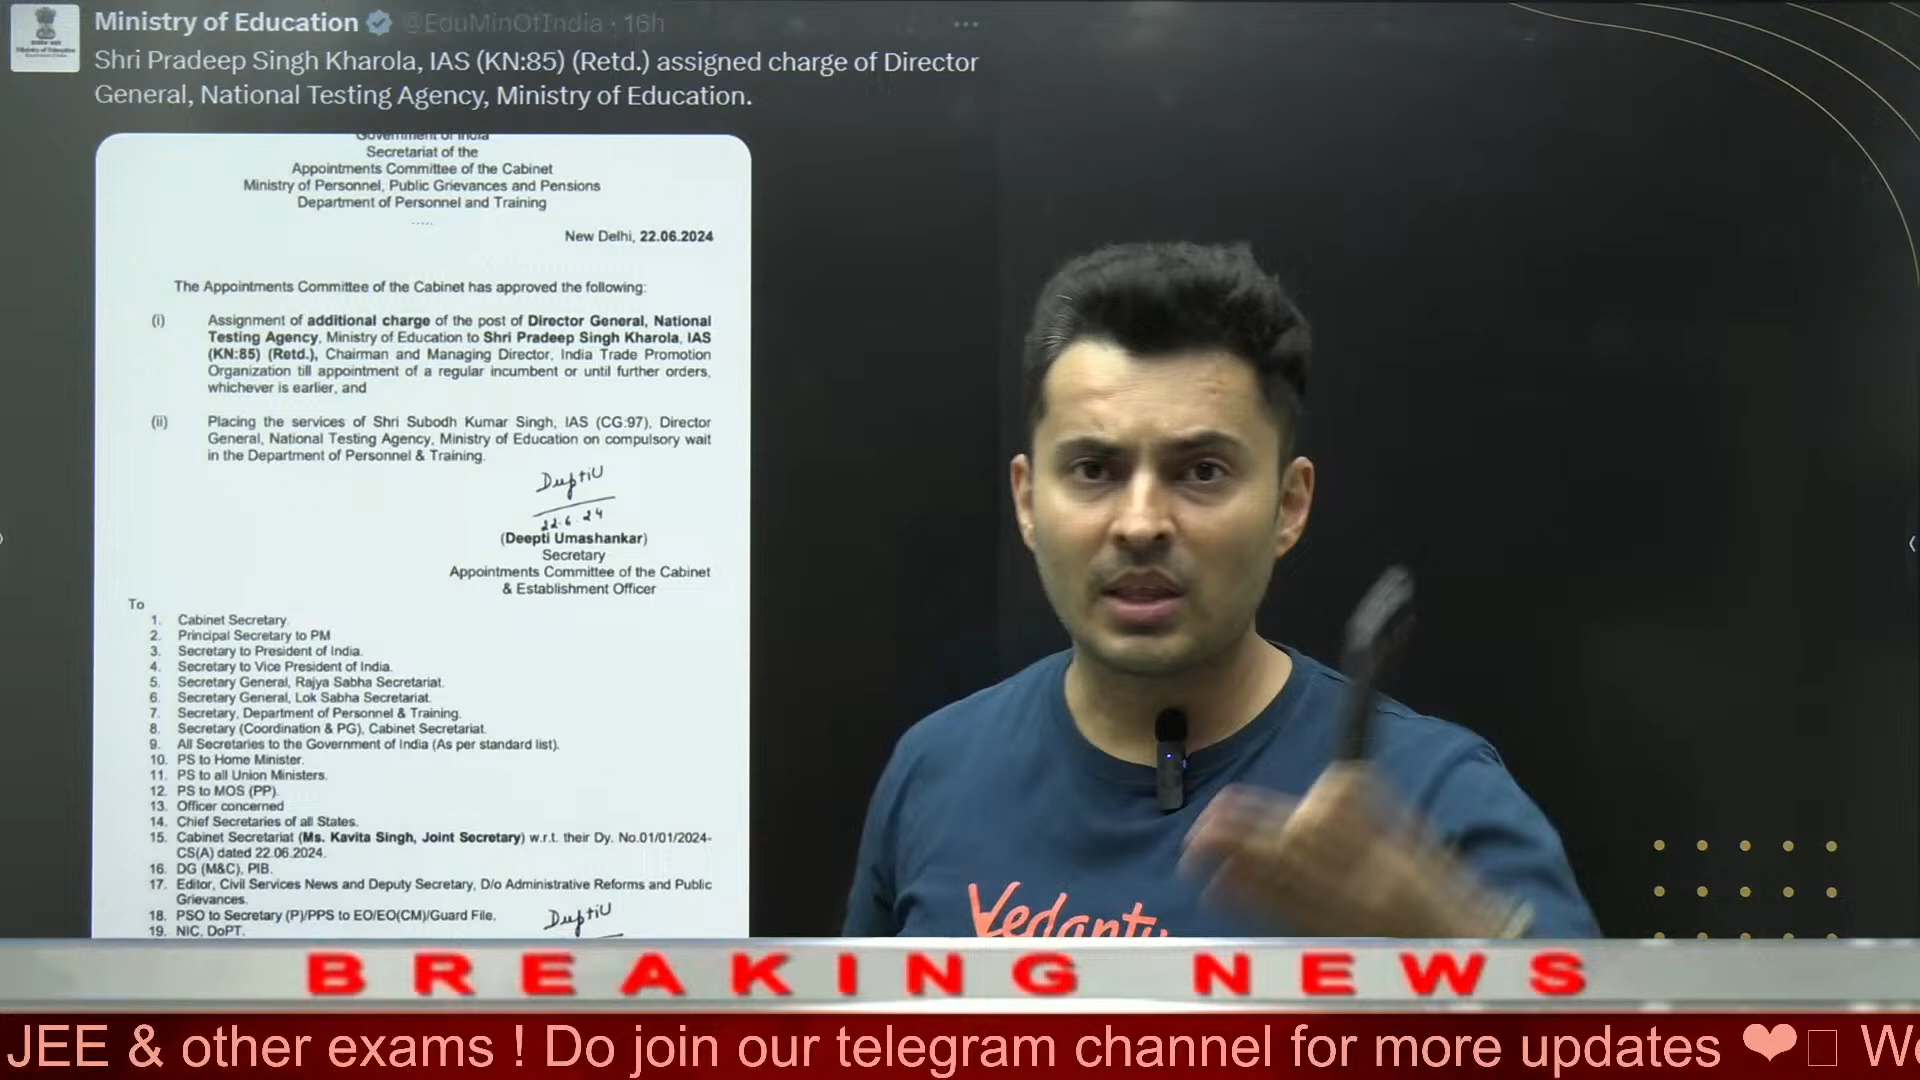 Ministry of Education @EduMinOfIndia · 16h
Shri Pradeep Singh Kharola, IAS (KN:85) (Retd.) assigned charge of Director
General, National Testing Agency, Ministry of Education.
Government of India
Secretariat of the
Appointments Committee of the Cabinet
Ministry of Personnel, Public Grievances and Pensions
Department of Personnel and Training
.....
New Delhi, 22.06.2024
The Appointments Committee of the Cabinet has approved the following:
(i) Assignment of additional charge of the post of Director General, National
Testing Agency, Ministry of Education to Shri Pradeep Singh Kharola, IAS
(KN:85) (Retd.), Chairman and Managing Director, India Trade Promotion
Organization till appointment of a regular incumbent or until further orders,
whichever is earlier, and
(ii) Placing the services of Shri Subodh Kumar Singh, IAS (CG:97), Director
General, National Testing Agency, Ministry of Education on compulsory wait
in the Department of Personnel & Training.
DeeptiU
22.6.24
(Deepti Umashankar)
Secretary
Appointments Committee of the Cabinet
& Establishment Officer
To
1. Cabinet Secretary.
2. Principal Secretary to PM
3. Secretary to President of India.
4. Secretary to Vice President of India.
5. Secretary General, Rajya Sabha Secretariat.
6. Secretary General, Lok Sabha Secretariat.
7. Secretary, Department of Personnel & Training.
8. Secretary (Coordination & PG), Cabinet Secretariat.
9. All Secretaries to the Government of India (As per standard list).
10. PS to Home Minister.
11. PS to all Union Ministers.
12. PS to MOS (PP).
13. Officer concerned
14. Chief Secretaries of all States.
15. Cabinet Secretariat (Ms. Kavita Singh, Joint Secretary) w.r.t. their Dy. No.01/01/2024-
CS(A) dated 22.06.2024.
16. DG (M&C), PIB.
17. Editor, Civil Services News and Deputy Secretary, D/o Administrative Reforms and Public
Grievances.
18. PSO to Secretary (P)/PPS to EO/EO(CM)/Guard File.
19. NIC, DoPT.
DeeptiU
Vedantu
BREAKING NEWS
JEE & other exams ! Do join our telegram channel for more updates ❤ We